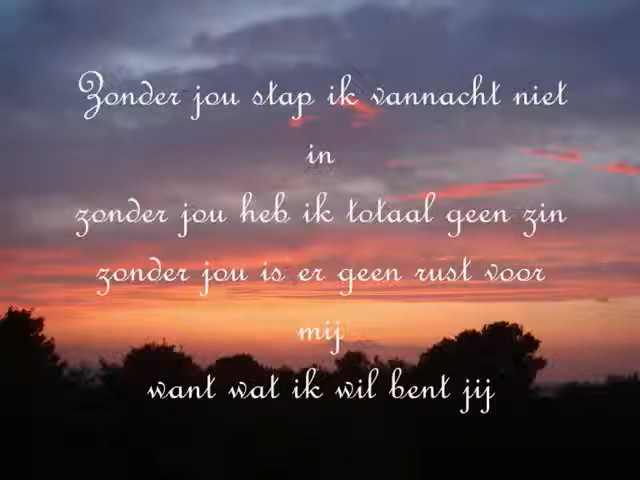 Zonder jou stap ik vannacht niet
in
zonder jou heb ik totaal geen zin
zonder jou is er geen rust voor
mij
want wat ik wil bent jij